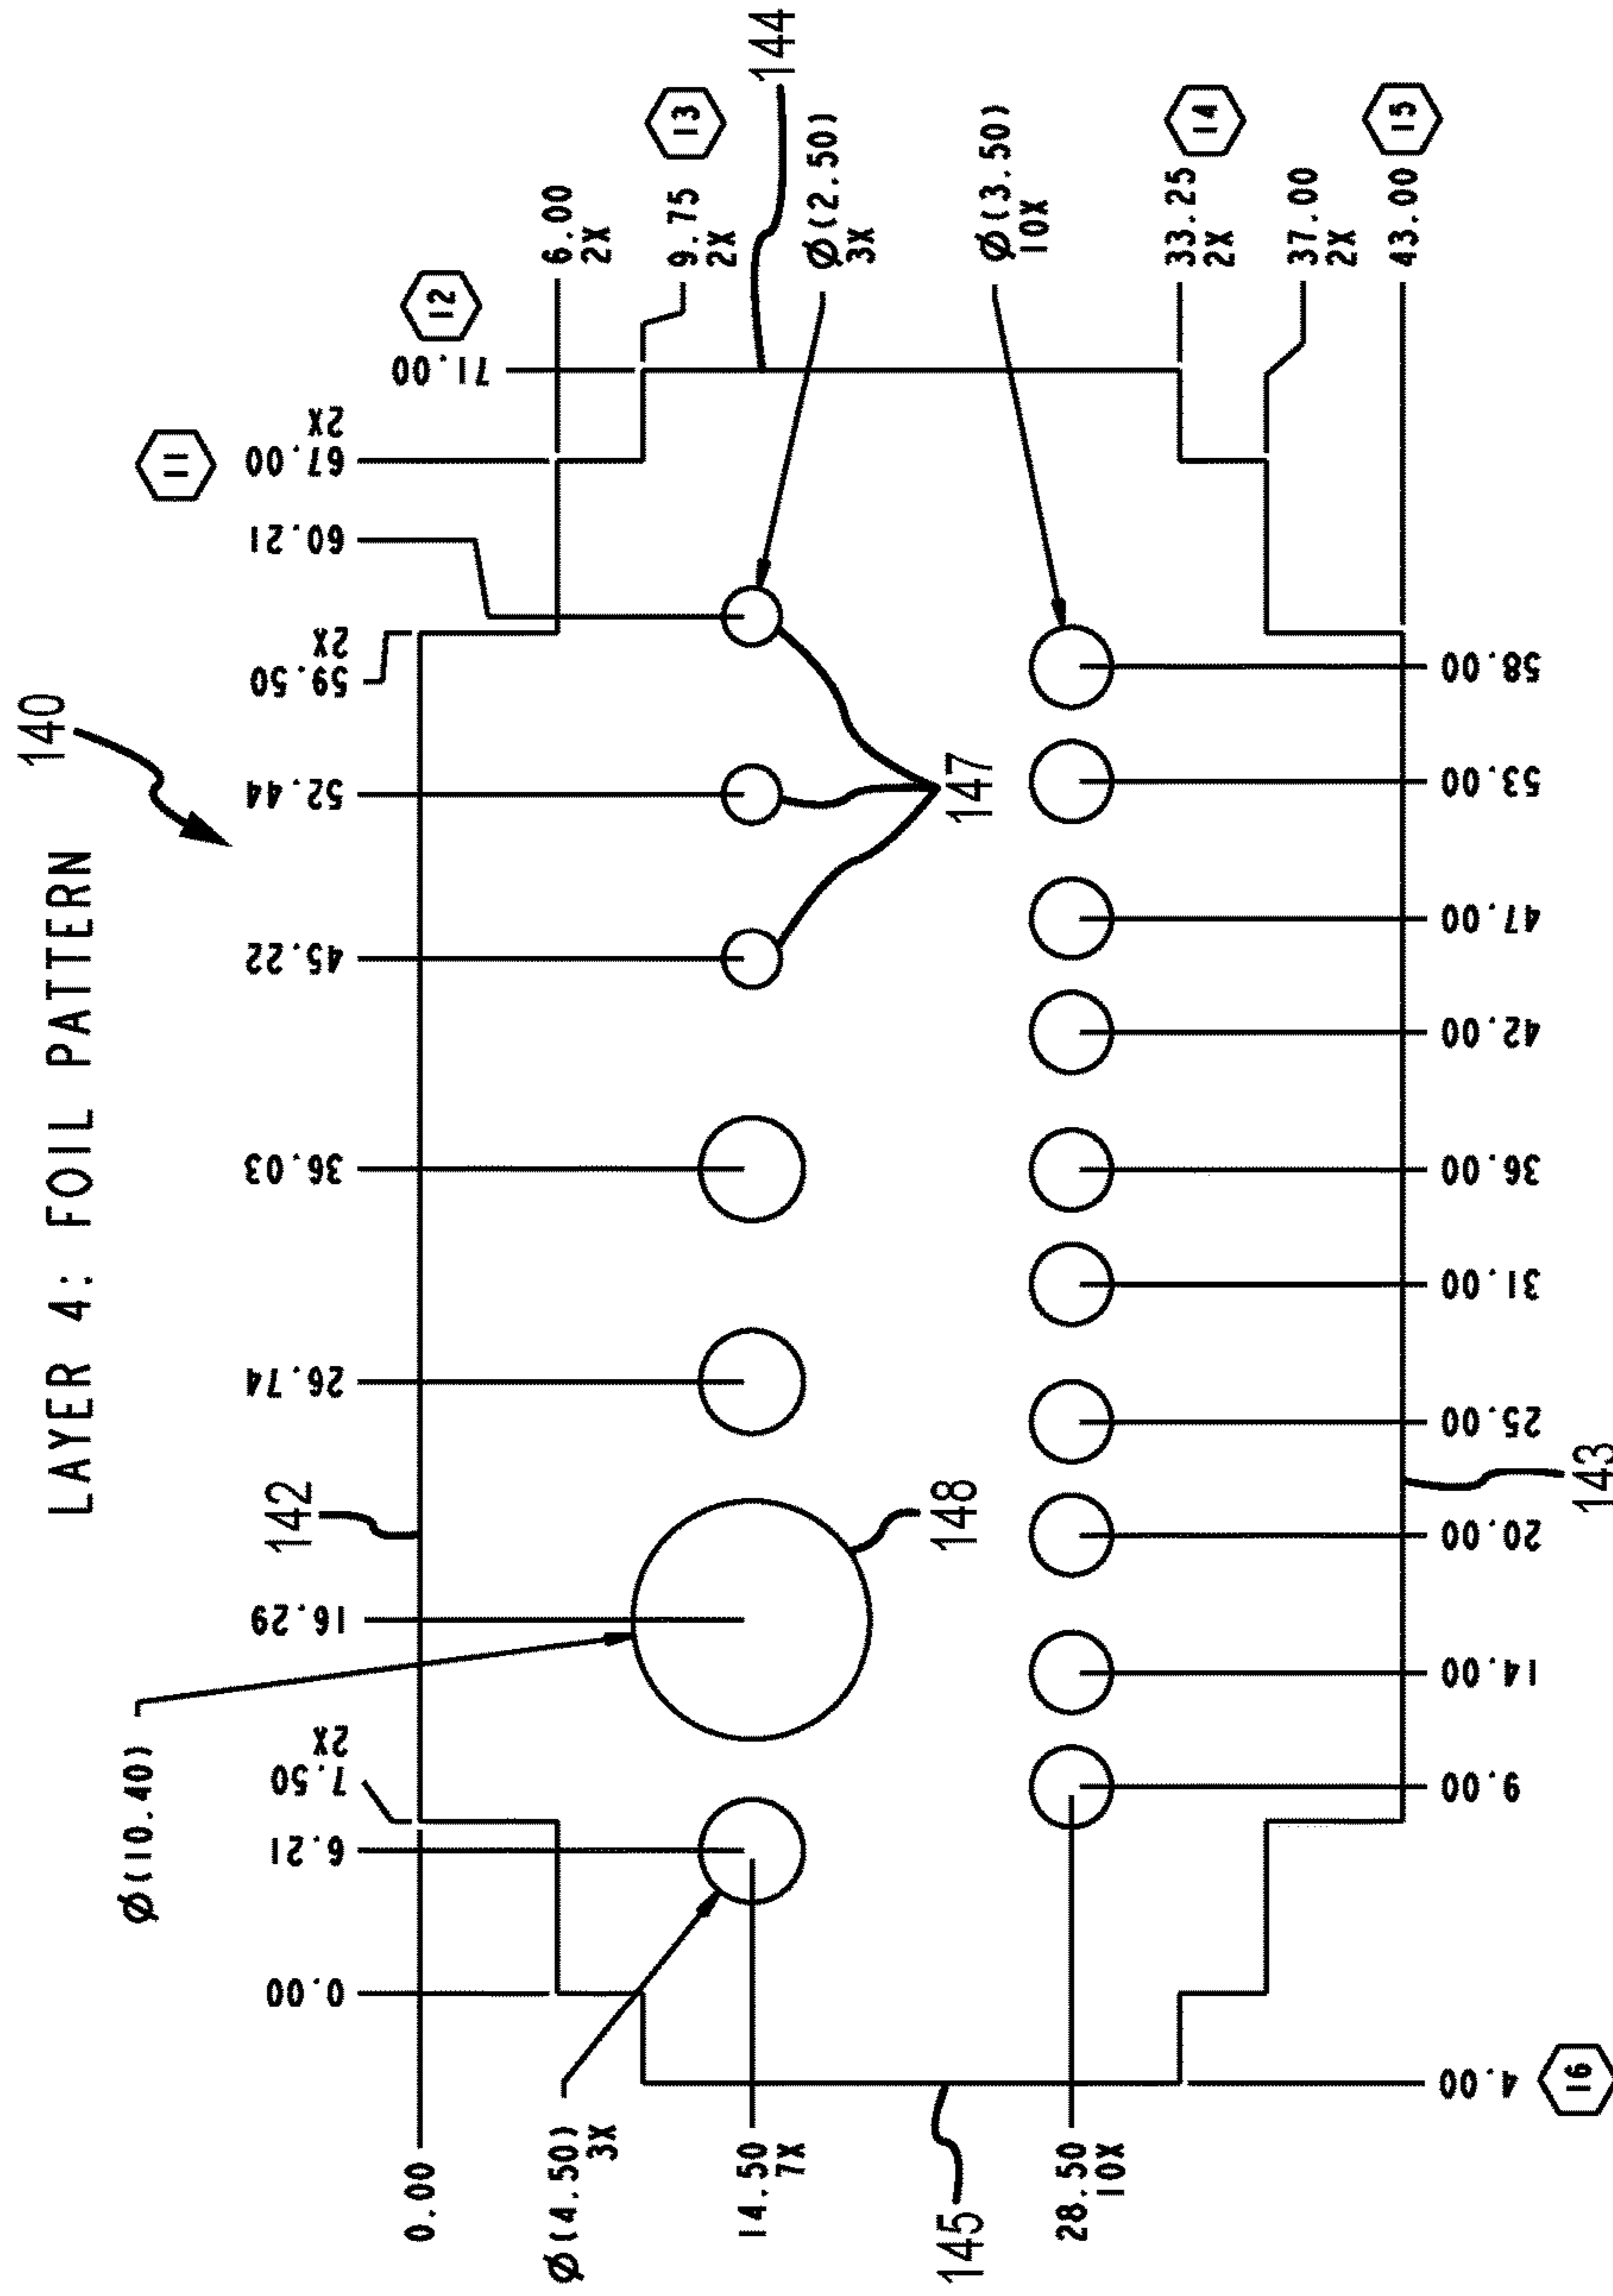 LAYER 4: FOIL PATTERN
140
11
12
13
14
15
16
0.00
6.21
7.50
2X
16.29
26.74
36.03
45.22
52.44
59.50
2X
60.21
67.00
2X
71.00
6.00
2X
9.75
2X
144
Ø(2.50)
3X
Ø(3.50)
10X
33.25
2X
37.00
2X
43.00
Ø(10.40)
142
148
147
143
0.00
Ø(4.50)
3X
14.50
7X
145
28.50
10X
4.00
9.00
14.00
20.00
25.00
31.00
36.00
42.00
47.00
53.00
58.00